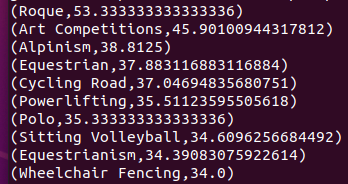 (Roque,53.333333333333336)
(Art Competitions,45.90100944317812)
(Alpinism,38.8125)
(Equestrian,37.883116883116884)
(Cycling Road,37.04694835680751)
(Powerlifting,35.51123595505618)
(Polo,35.333333333333336)
(Sitting Volleyball,34.6096256684492)
(Equestrianism,34.39083075922614)
(Wheelchair Fencing,34.0)